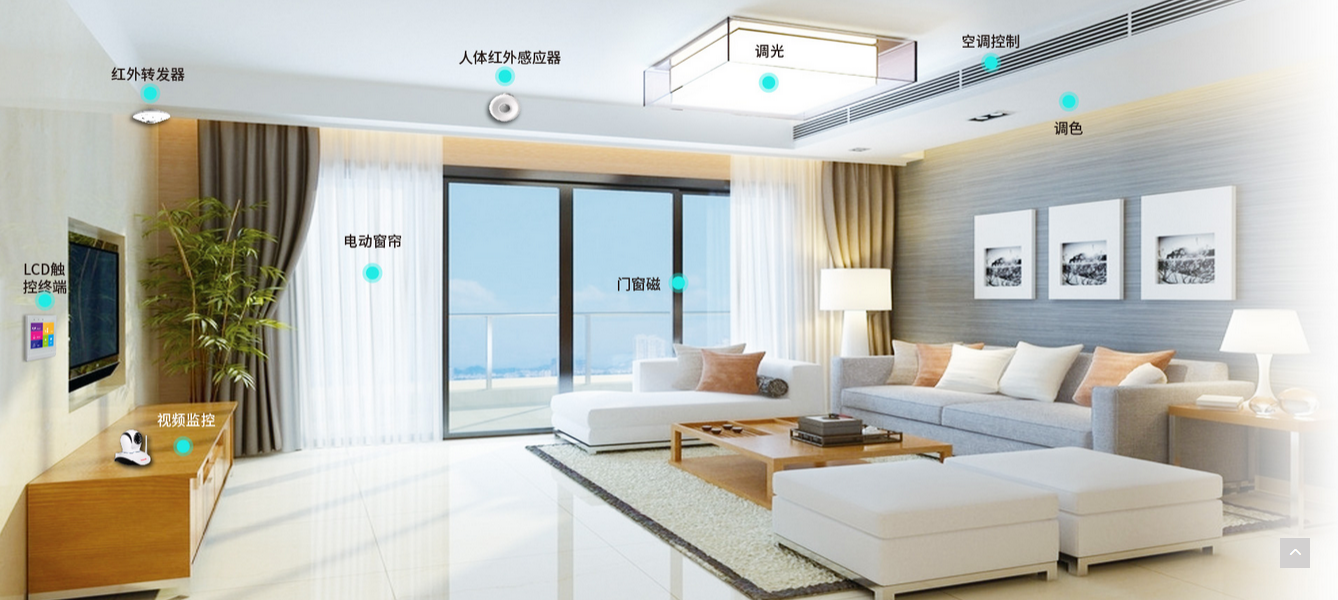 空调控制
调光
人体红外感应器
红外转发器
调色
电动窗帘
LCD触
控终端
门窗磁
视频监控